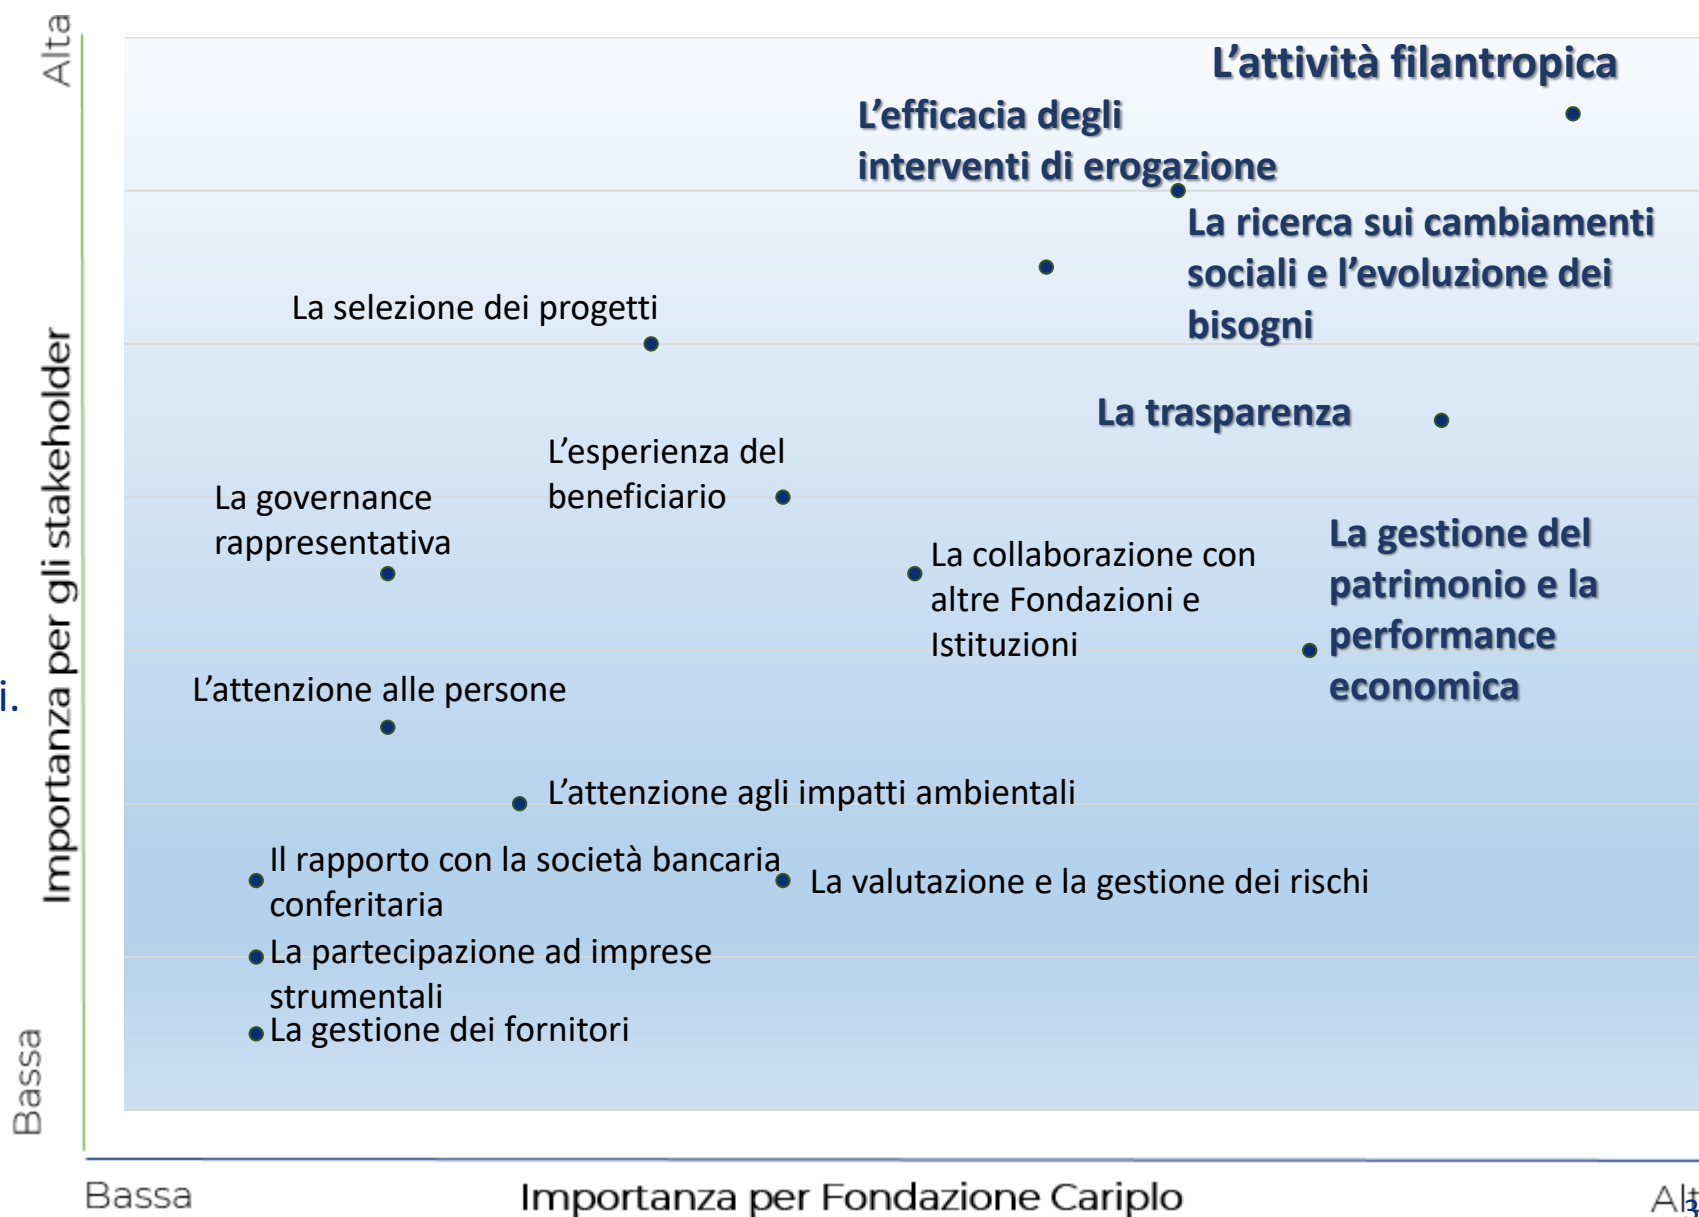 Alta
L’attività filantropica
L’efficacia degli
interventi di erogazione
La ricerca sui cambiamenti
sociali e l’evoluzione dei
bisogni
La selezione dei progetti
La trasparenza
L’esperienza del
beneficiario
La governance
rappresentativa
La gestione del
patrimonio e la
performance
economica
La collaborazione con
altre Fondazioni e
Istituzioni
i.
L’attenzione alle persone
L’attenzione agli impatti ambientali
Il rapporto con la società bancaria
conferitaria
La valutazione e la gestione dei rischi
La partecipazione ad imprese
strumentali
La gestione dei fornitori
Importanza per gli stakeholder
Bassa
Bassa
Importanza per Fondazione Cariplo
Alt
3